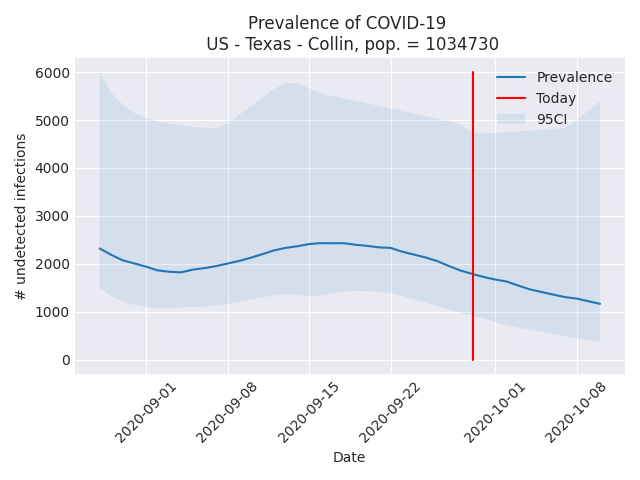 Prevalence of COVID-19
US - Texas - Collin, pop. = 1034730
6000
5000
4000
3000
2000
1000
0
# undetected infections
Prevalence
Today
95CI
2020-09-01
2020-09-08
2020-09-15
2020-09-22
2020-10-01
2020-10-08
Date